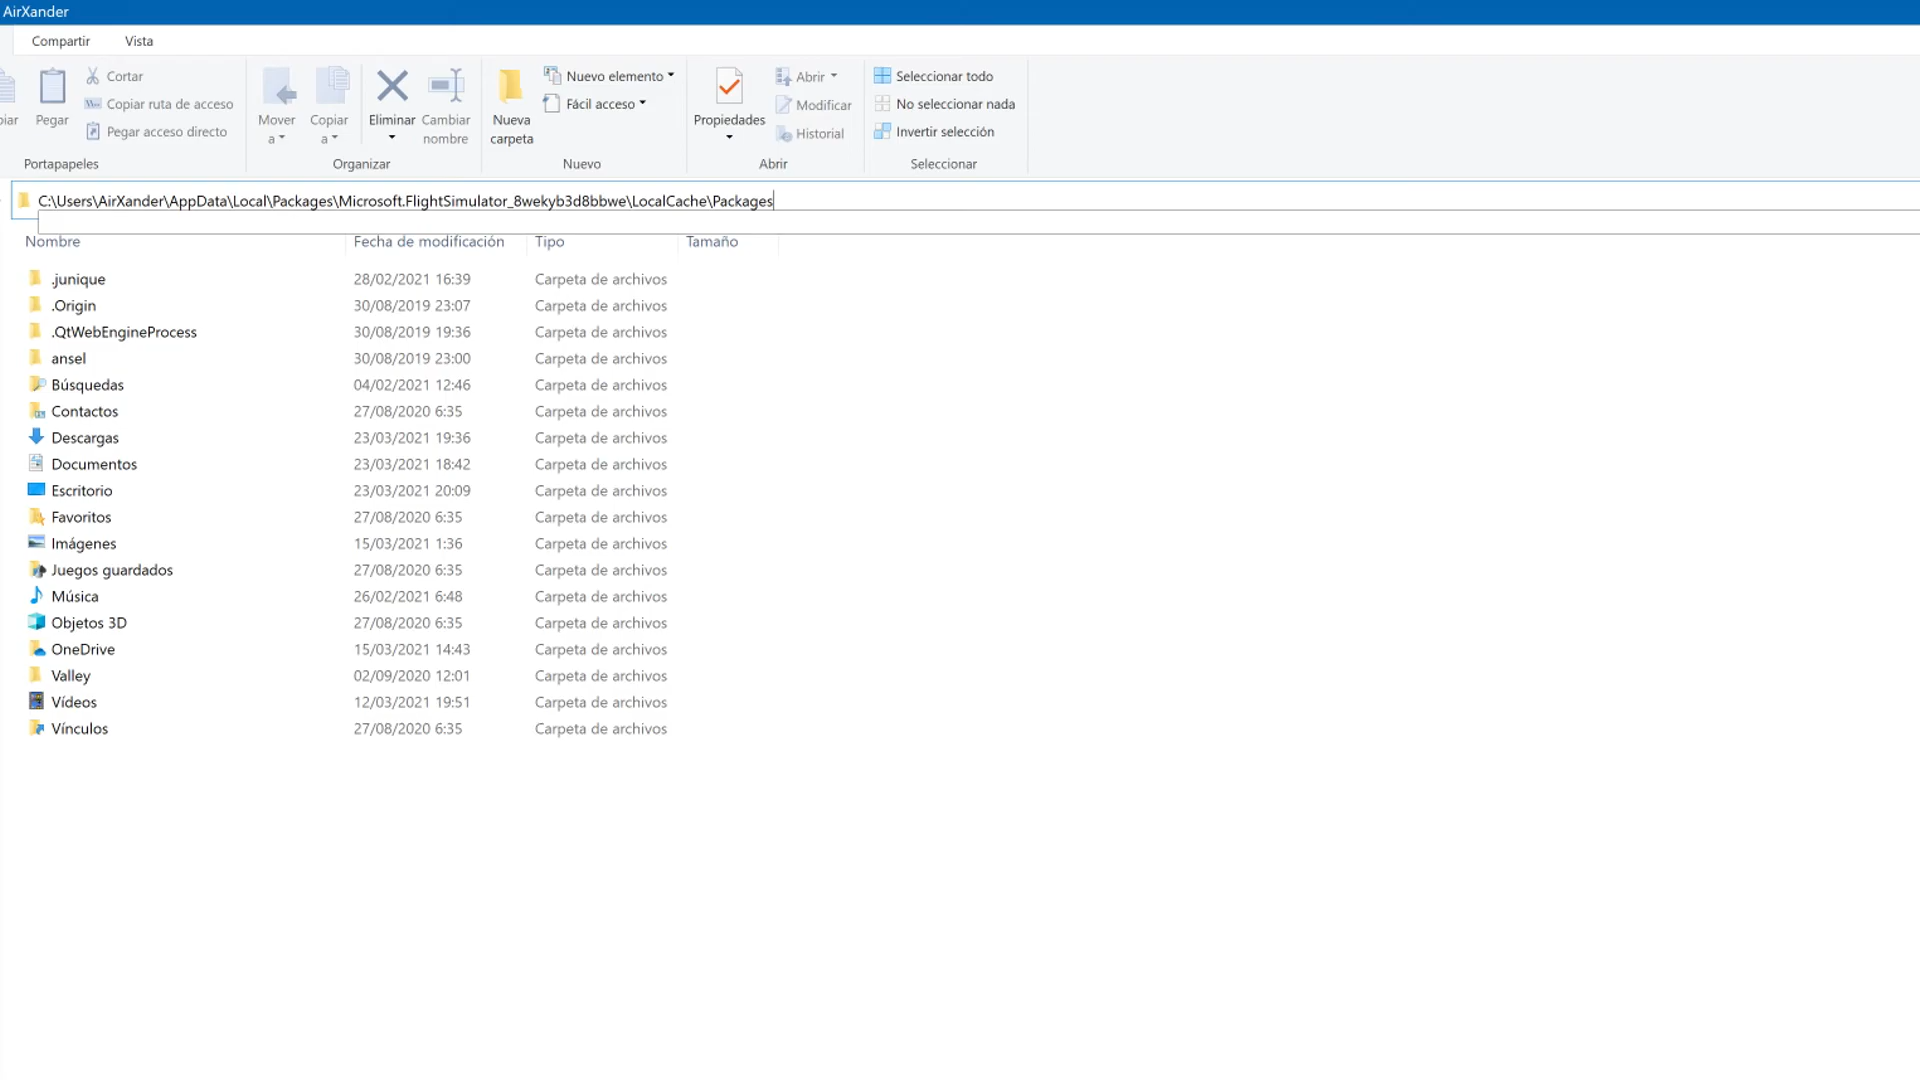 AirXander
Compartir Vista
Cortar
Copiar ruta de acceso
Pegar acceso directo
Pegar
Portapapeles
Mover a
Copiar a
Eliminar
Cambiar nombre
Organizar
Nueva carpeta
Nuevo elemento
Fácil acceso
Nuevo
Propiedades
Abrir
Modificar
Historial
Abrir
Seleccionar todo
No seleccionar nada
Invertir selección
Seleccionar
C:\Users\AirXander\AppData\Local\Packages\Microsoft.FlightSimulator_8wekyb3d8bbwe\LocalCache\Packages
Nombre Fecha de modificación Tipo Tamaño
.junique 28/02/2021 16:39 Carpeta de archivos
.Origin 30/08/2019 23:07 Carpeta de archivos
.QtWebEngineProcess 30/08/2019 19:36 Carpeta de archivos
ansel 30/08/2019 23:00 Carpeta de archivos
Búsquedas 04/02/2021 12:46 Carpeta de archivos
Contactos 27/08/2020 6:35 Carpeta de archivos
Descargas 23/03/2021 19:36 Carpeta de archivos
Documentos 23/03/2021 18:42 Carpeta de archivos
Escritorio 23/03/2021 20:09 Carpeta de archivos
Favoritos 27/08/2020 6:35 Carpeta de archivos
Imágenes 15/03/2021 1:36 Carpeta de archivos
Juegos guardados 27/08/2020 6:35 Carpeta de archivos
Música 26/02/2021 6:48 Carpeta de archivos
Objetos 3D 27/08/2020 6:35 Carpeta de archivos
OneDrive 15/03/2021 14:43 Carpeta de archivos
Valley 02/09/2020 12:01 Carpeta de archivos
Vídeos 12/03/2021 19:51 Carpeta de archivos
Vínculos 27/08/2020 6:35 Carpeta de archivos